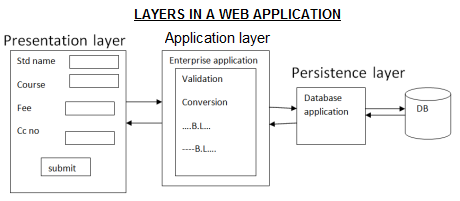 LAYERS IN A WEB APPLICATION
Presentation layer
Std name
Course
Fee
Cc no
submit
Application layer
Enterprise application
Validation
Conversion
....B.L...
----B.L....
Persistence layer
Database
application
DB